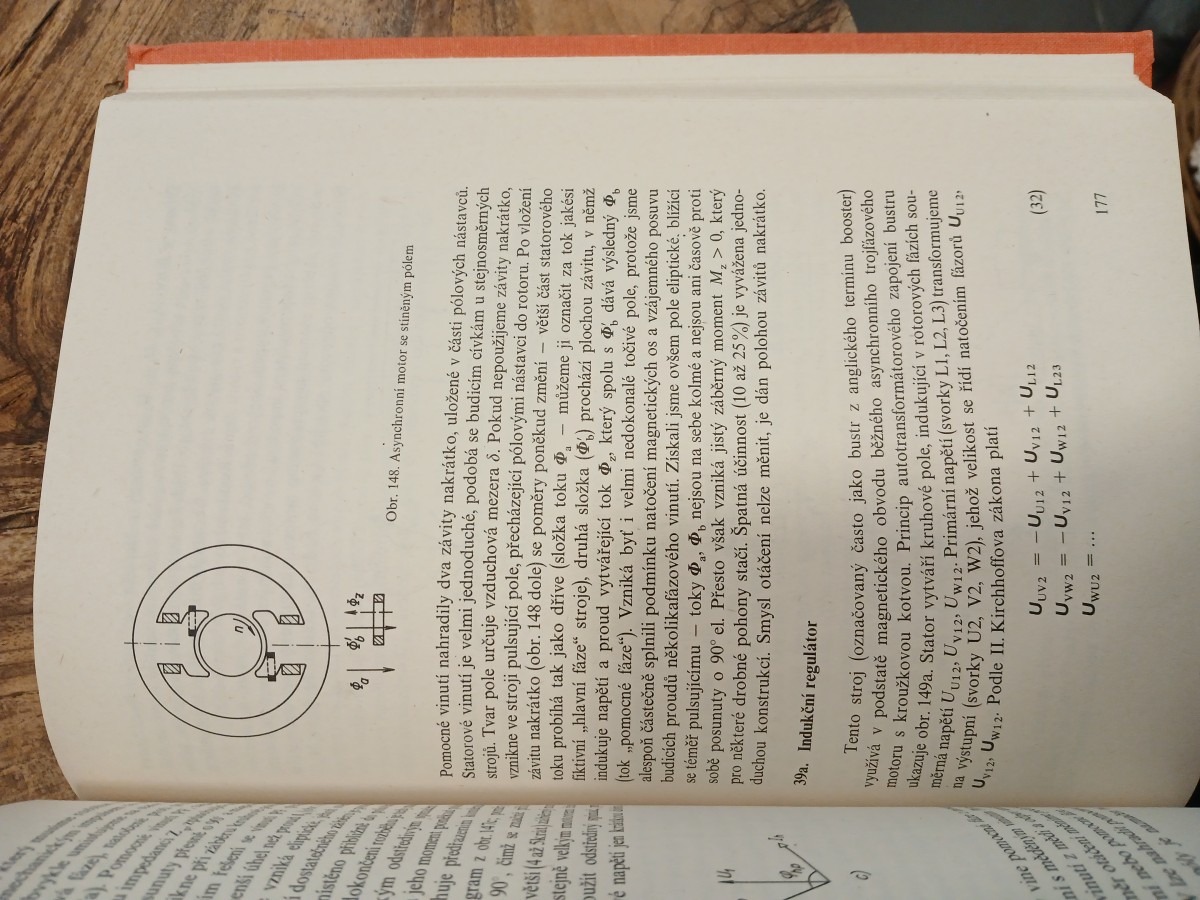 n
Φa Φ′b Φz
Obr. 148. Asynchronní motor se stíněným pólem
Pomocné vinutí nahradily dva závity nakrátko, uložené v části pólových nástavců.
Statorové vinutí je velmi jednoduché, podobá se budicím cívkám u stejnosměrných
strojů. Tvar pole určuje vzduchová mezera δ. Pokud nepoužijeme závity nakrátko,
vznikne ve stroji pulsující pole, přecházející pólovými nástavci do rotoru. Po vložení
závitu nakrátko (obr. 148 dole) se poměry poněkud změní – větší část statorového
toku probíhá tak jako dříve (složka toku Φa – můžeme ji označit za tok jakési
fiktivní „hlavní fáze“ stroje), druhá složka (Φ′b) prochází plochou závitu, v němž
indukuje napětí a proud vytvářející tok Φz, který spolu s Φ′b dává výsledný Φb
(tok „pomocné fáze“). Vzniká byť i velmi nedokonalé točivé pole, protože jsme
alespoň částečně splnili podmínku natočení magnetických os a vzájemného posuvu
budicích proudů několikafázového vinutí. Získali jsme ovšem pole eliptické, blížící
se téměř pulsujícímu – toky Φa, Φb nejsou na sebe kolmé a nejsou ani časově proti
sobě posunuty o 90° el. Přesto však vzniká jistý záběrný moment Mz > 0, který
pro některé drobné pohony stačí. Špatná účinnost (10 až 25 %) je vyvážena jedno-
duchou konstrukcí. Smysl otáčení nelze měnit, je dán polohou závitů nakrátko.
39a. Indukční regulátor
Tento stroj (označovaný často jako bustr z anglického termínu booster)
využívá v podstatě magnetického obvodu běžného asynchronního trojfázového
motoru s kroužkovou kotvou. Princip autotransformátorového zapojení bustru
ukazuje obr. 149a. Stator vytváří kruhové pole, indukující v rotorových fázích sou-
měrná napětí UU12, UV12, UW12. Primární napětí (svorky L1, L2, L3) transformujeme
na výstupní (svorky U2, V2, W2), jehož velikost se řídí natočením fázorů UU12,
UV12, UW12. Podle II. Kirchhoffova zákona platí
UUV2 = −UU12 + UV12 + UL12
UVW2 = −UV12 + UW12 + UL23 (32)
UWU2 = ...
177